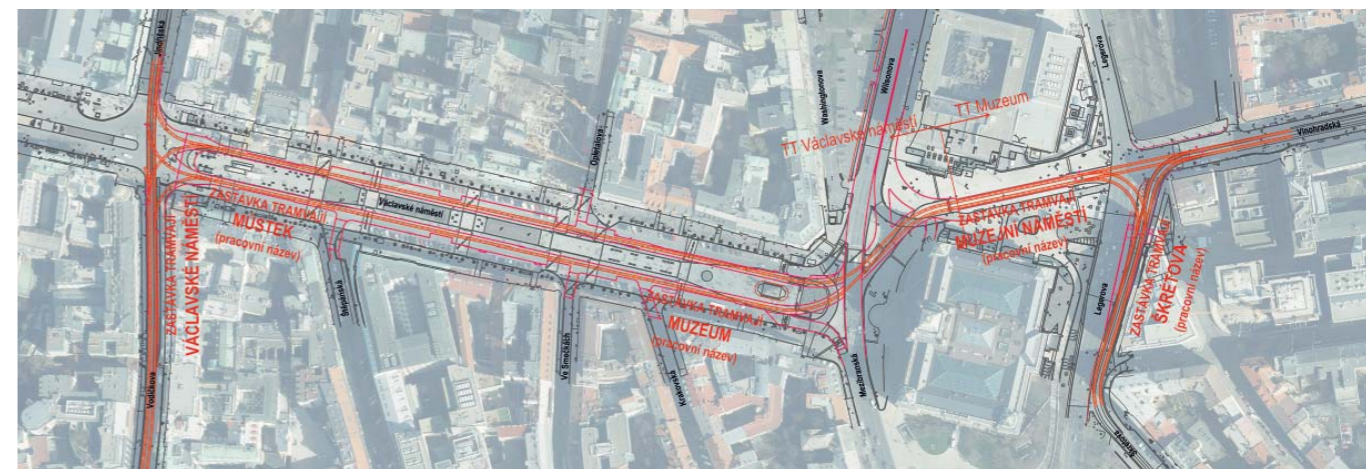 Jindřišská
Opletalova
Washingtonova
Wilsonova
Legerova
TT Václavské náměstí
TT Muzeum
Vinohradská
Václavské náměstí
ZASTÁVKA TRAMVAJÍ
MŮSTEK
(pracovní název)
ZASTÁVKA TRAMVAJÍ
VÁCLAVSKÉ NÁMĚSTÍ
Vodičkova
Štěpánská
Ve Smečkách
Krakovská
ZASTÁVKA TRAMVAJÍ
MUZEUM
(pracovní název)
Mezibranská
ZASTÁVKA TRAMVAJÍ
MUZEJNÍ NÁMĚSTÍ
(pracovní název)
Legerova
ZASTÁVKA TRAMVAJÍ
ŠKRÉTOVA
(pracovní název)
Škrétova